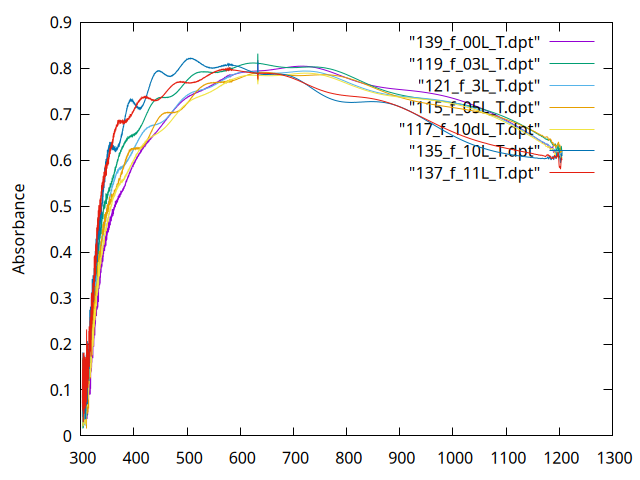 0.9
0.8
0.7
0.6
0.5
0.4
0.3
0.2
0.1
0
Absorbance
"139_f_00L_T.dpt"
"119_f_03L_T.dpt"
"121_f_3L_T.dpt"
"115_f_05L_T.dpt"
"117_f_10dL_T.dpt"
"135_f_10L_T.dpt"
"137_f_11L_T.dpt"
300 400 500 600 700 800 900 1000 1100 1200 1300